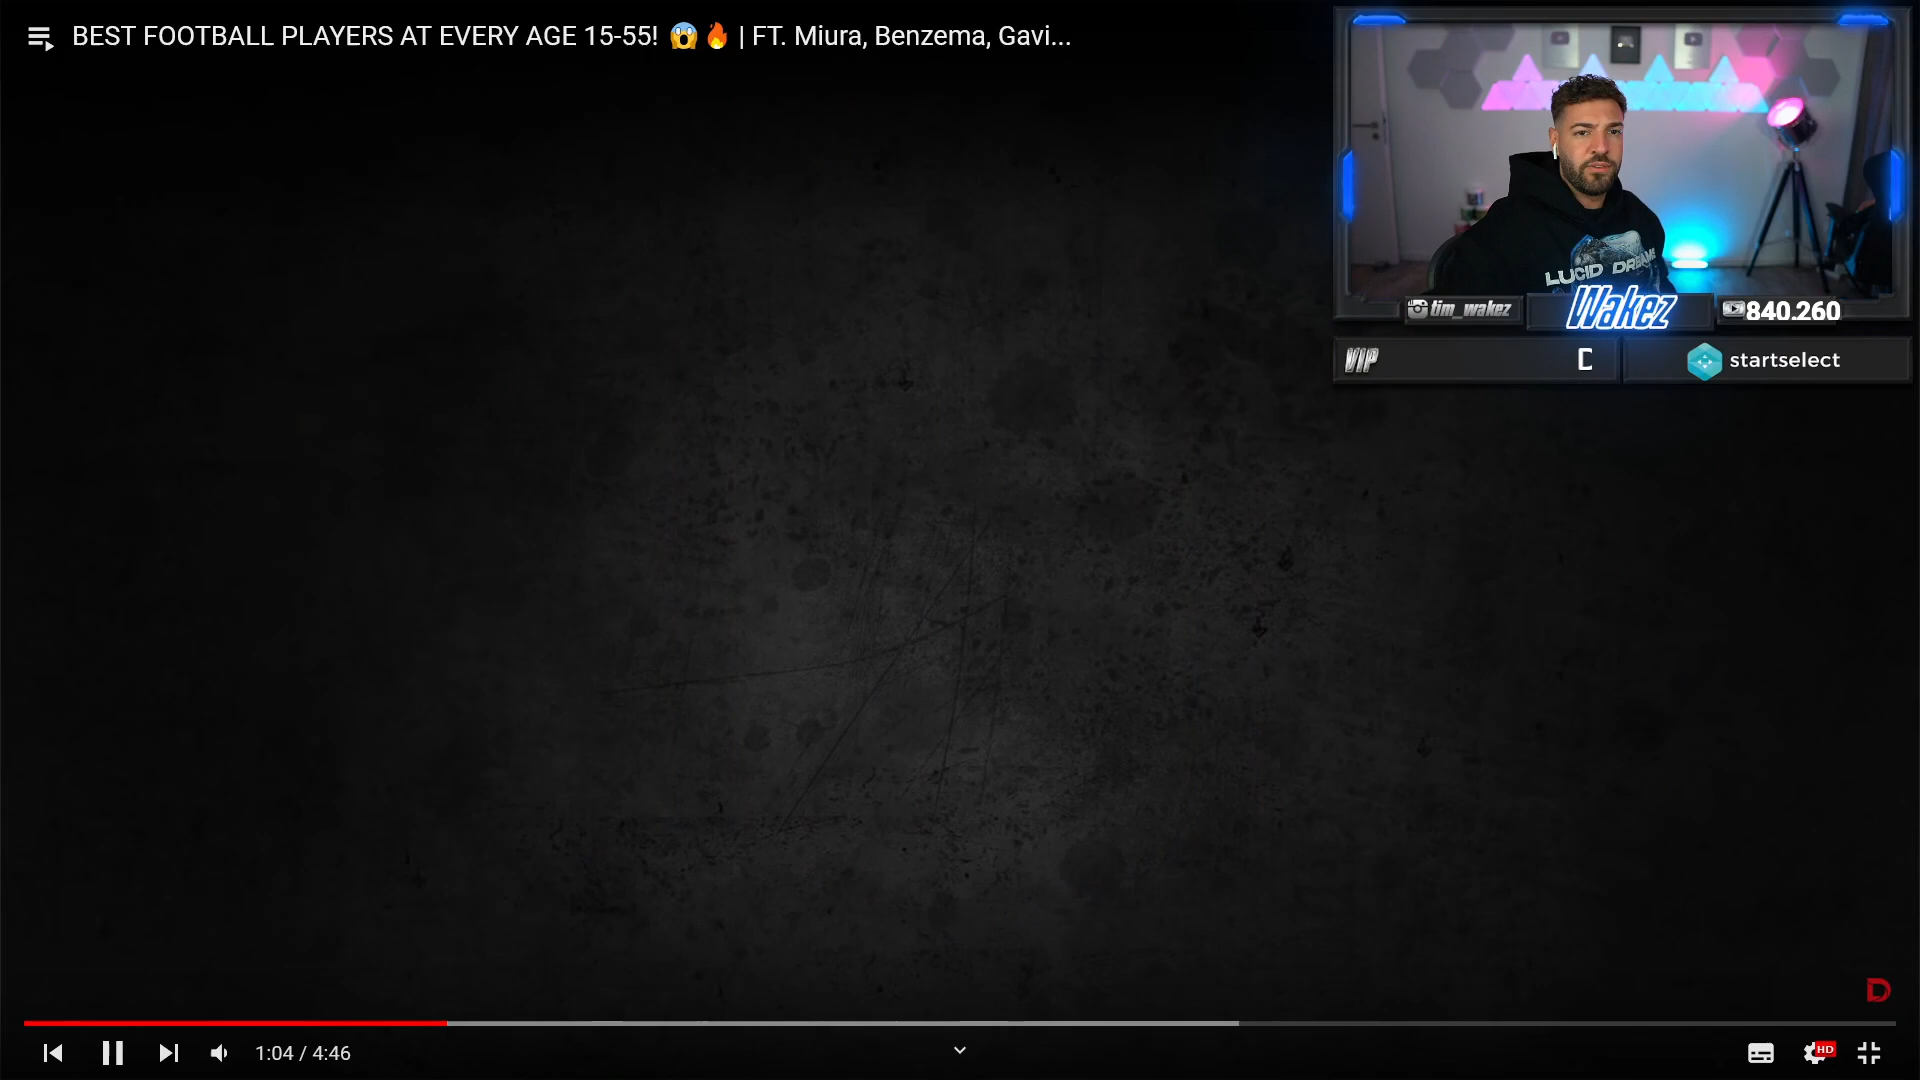 BEST FOOTBALL PLAYERS AT EVERY AGE 15-55! 😱🔥 | FT. Miura, Benzema, Gavi...
LUCID DREAMS
tim_wakez
Wakez
840.260
VIP
startselect
D
1:04 / 4:46
HD